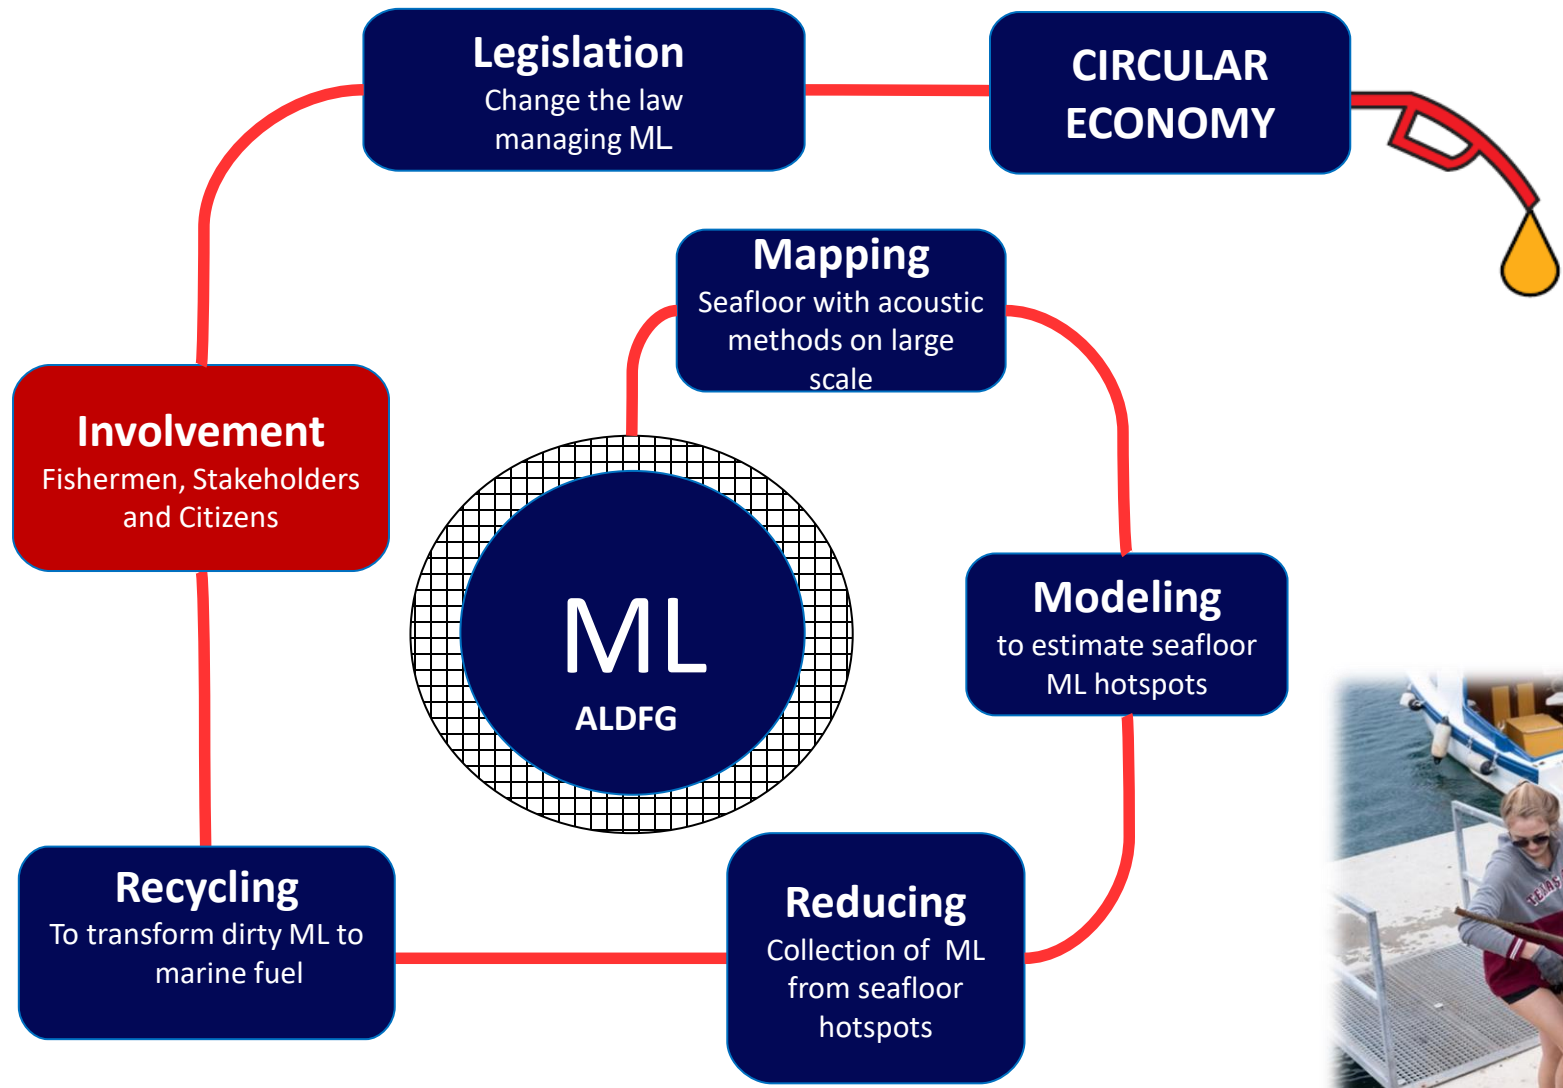 Legislation
Change the law
managing ML
CIRCULAR
ECONOMY
Mapping
Seafloor with acoustic
methods on large
scale
Involvement
Fishermen, Stakeholders
and Citizens
ML
ALDFG
Modeling
to estimate seafloor
ML hotspots
Recycling
To transform dirty ML to
marine fuel
Reducing
Collection of  ML
from seafloor
hotspots
TEXAS